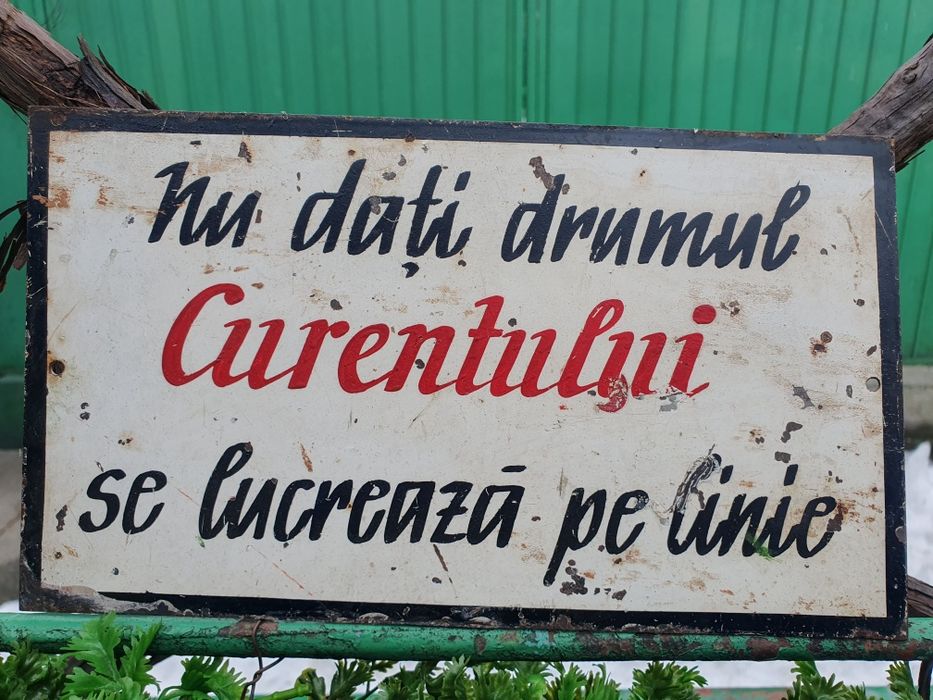 Nu dați drumul
Curentului
se lucrează pe linie